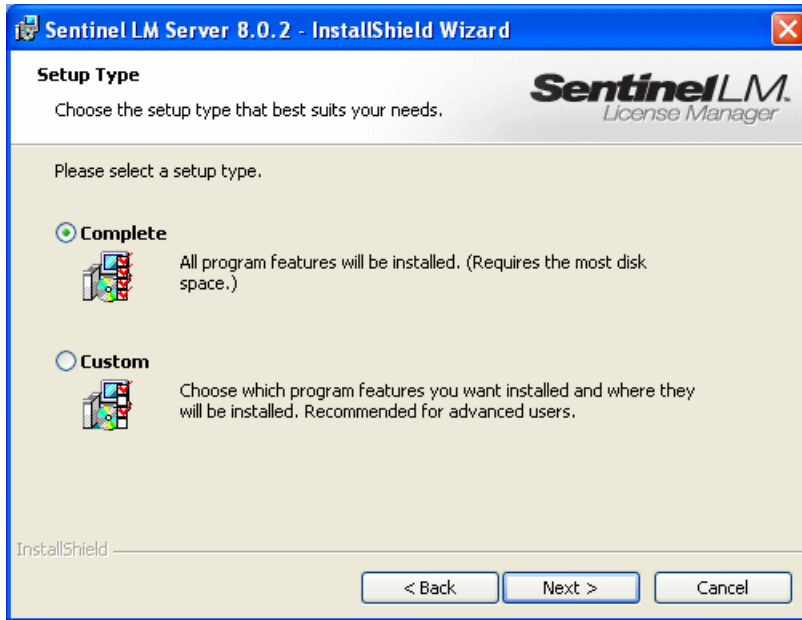 Sentinel LM Server 8.0.2 - InstallShield Wizard
Setup Type
Choose the setup type that best suits your needs.
SentinelLM.
License Manager
Please select a setup type.
Complete
All program features will be installed. (Requires the most disk
space.)
Custom
Choose which program features you want installed and where they
will be installed. Recommended for advanced users.
InstallShield
< Back
Next >
Cancel